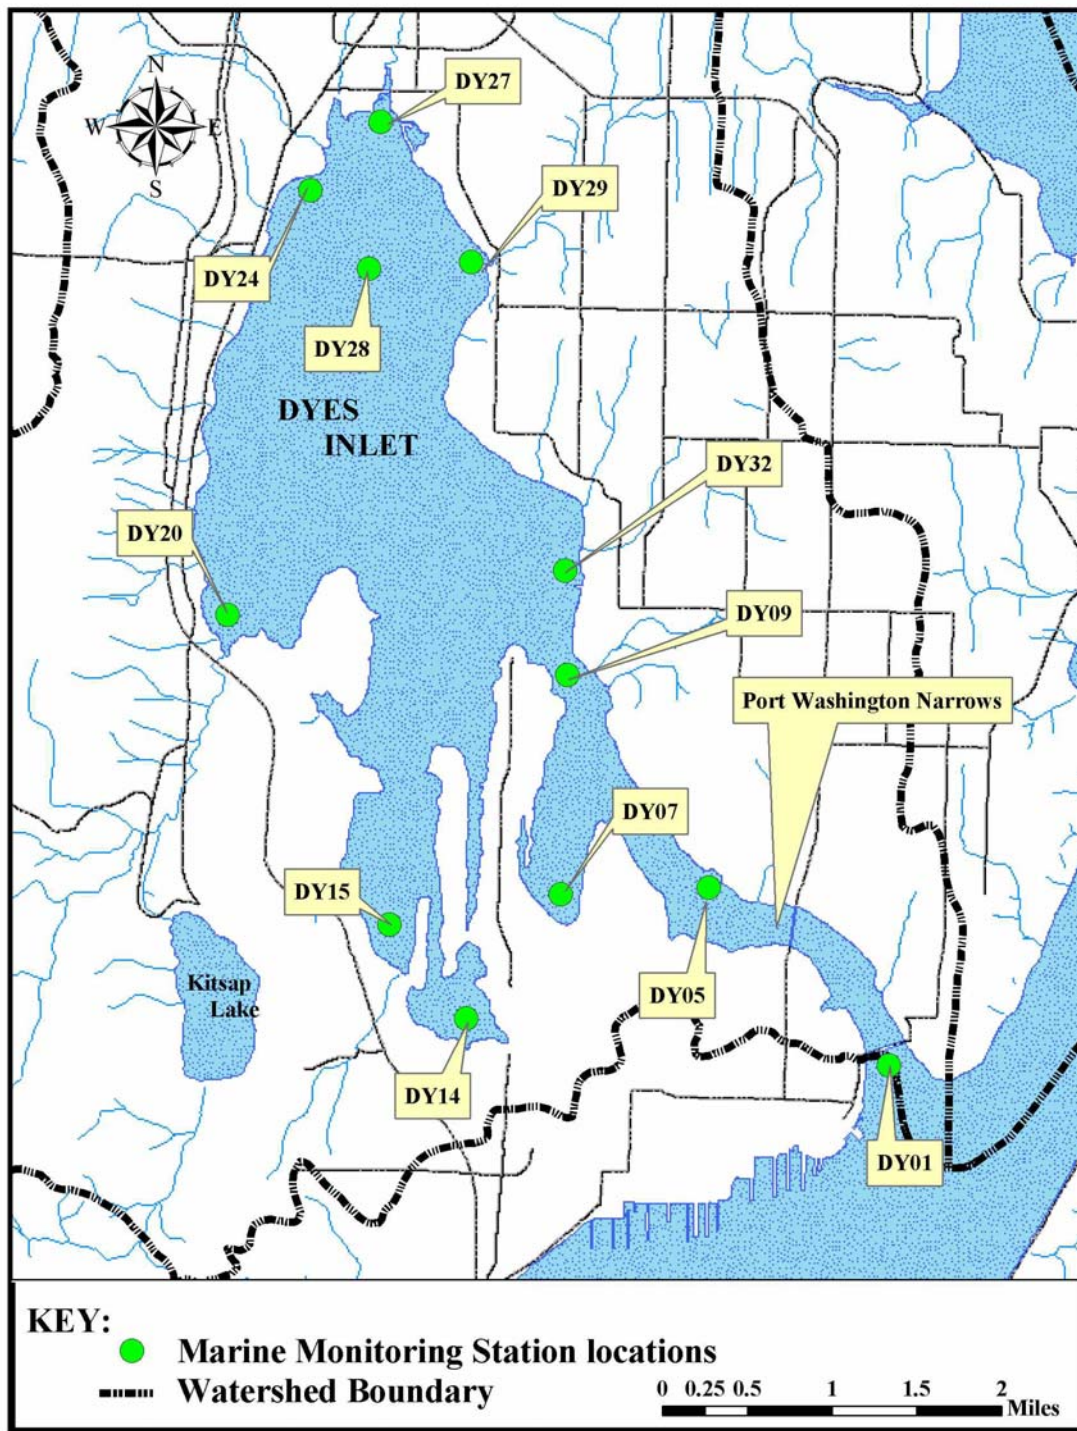 DY27
N
W
E
S
DY29
DY24
DY28
DYES
INLET
DY32
DY20
DY09
Port Washington Narrows
DY07
DY15
Kitsap
Lake
DY05
DY14
DY01
KEY:
Marine Monitoring Station locations
Watershed Boundary
0 0.25 0.5 1 1.5 2
Miles